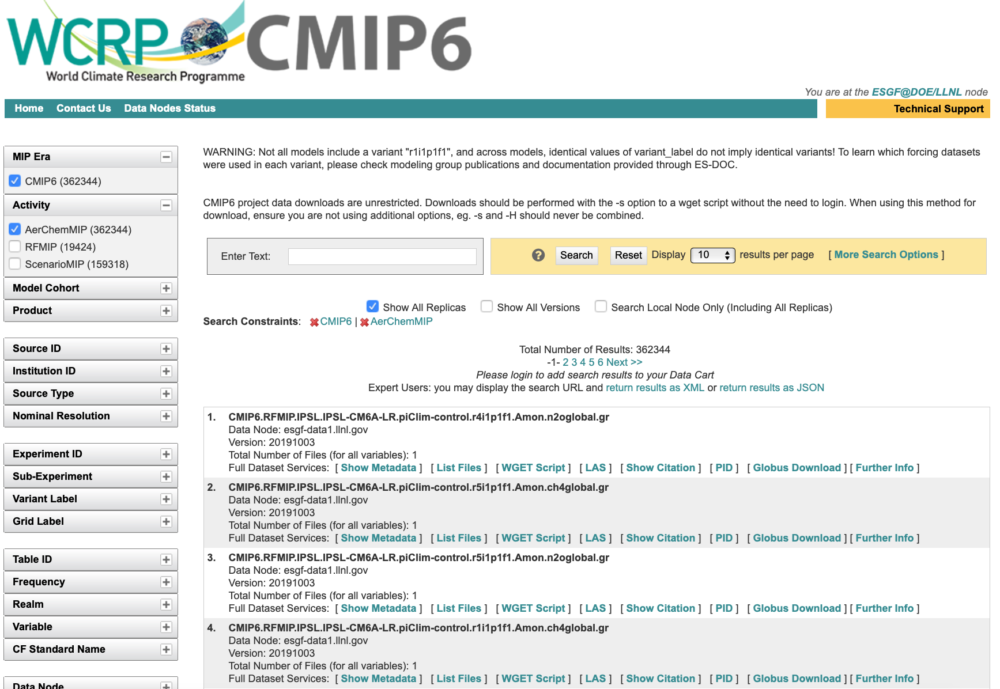 WCRP CMIP6
World Climate Research Programme
You are at the ESGF@DOE/LLNL node
Home Contact Us Data Nodes Status
Technical Support
MIP Era
CMIP6 (362344)
Activity
AerChemMIP (362344)
RFMIP (19424)
ScenarioMIP (159318)
Model Cohort
Product
Source ID
Institution ID
Source Type
Nominal Resolution
Experiment ID
Sub-Experiment
Variant Label
Grid Label
Table ID
Frequency
Realm
Variable
CF Standard Name
Data Node
WARNING: Not all models include a variant "r1i1p1f1", and across models, identical values of variant_label do not imply identical variants! To learn which forcing datasets
were used in each variant, please check modeling group publications and documentation provided through ES-DOC.
CMIP6 project data downloads are unrestricted. Downloads should be performed with the -s option to a wget script without the need to login. When using this method for
download, ensure you are not using additional options, eg. -s and -H should never be combined.
Enter Text:
? Search Reset Display 10 results per page [ More Search Options ]
Show All Replicas Show All Versions Search Local Node Only (Including All Replicas)
Search Constraints: CMIP6 | AerChemMIP
Total Number of Results: 362344
-1- 2 3 4 5 6 Next >>
Please login to add search results to your Data Cart
Expert Users: you may display the search URL and return results as XML or return results as JSON
1. CMIP6.RFMIP.IPSL.IPSL-CM6A-LR.piClim-control.r4i1p1f1.Amon.n2oglobal.gr
Data Node: esgf-data1.llnl.gov
Version: 20191003
Total Number of Files (for all variables): 1
Full Dataset Services: [ Show Metadata ] [ List Files ] [ WGET Script ] [ LAS ] [ Show Citation ] [ PID ] [ Globus Download ] [ Further Info ]
2. CMIP6.RFMIP.IPSL.IPSL-CM6A-LR.piClim-control.r5i1p1f1.Amon.ch4global.gr
Data Node: esgf-data1.llnl.gov
Version: 20191003
Total Number of Files (for all variables): 1
Full Dataset Services: [ Show Metadata ] [ List Files ] [ WGET Script ] [ LAS ] [ Show Citation ] [ PID ] [ Globus Download ] [ Further Info ]
3. CMIP6.RFMIP.IPSL.IPSL-CM6A-LR.piClim-control.r5i1p1f1.Amon.n2oglobal.gr
Data Node: esgf-data1.llnl.gov
Version: 20191003
Total Number of Files (for all variables): 1
Full Dataset Services: [ Show Metadata ] [ List Files ] [ WGET Script ] [ LAS ] [ Show Citation ] [ PID ] [ Globus Download ] [ Further Info ]
4. CMIP6.RFMIP.IPSL.IPSL-CM6A-LR.piClim-control.r1i1p1f1.Amon.ch4global.gr
Data Node: esgf-data1.llnl.gov
Version: 20191003
Total Number of Files (for all variables): 1
Full Dataset Services: [ Show Metadata ] [ List Files ] [ WGET Script ] [ LAS ] [ Show Citation ] [ PID ] [ Globus Download ] [ Further Info ]